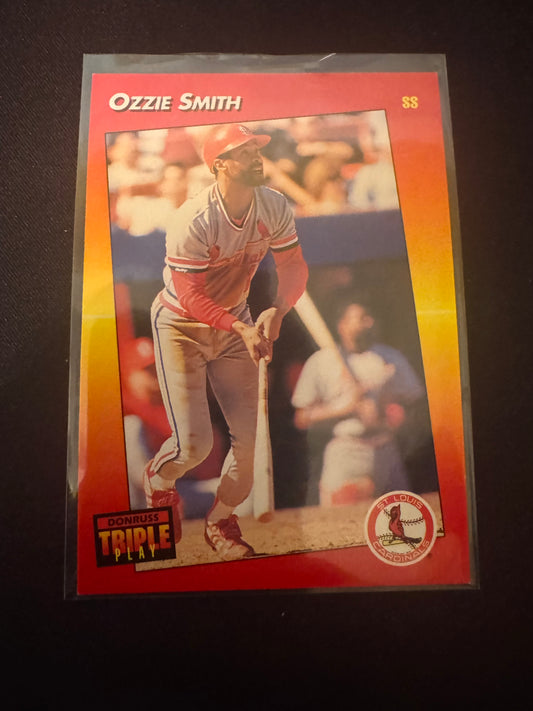 OZZIE SMITH
SS
DONRUSS
TRIPLE
PLAY
ST. LOUIS
CARDINALS